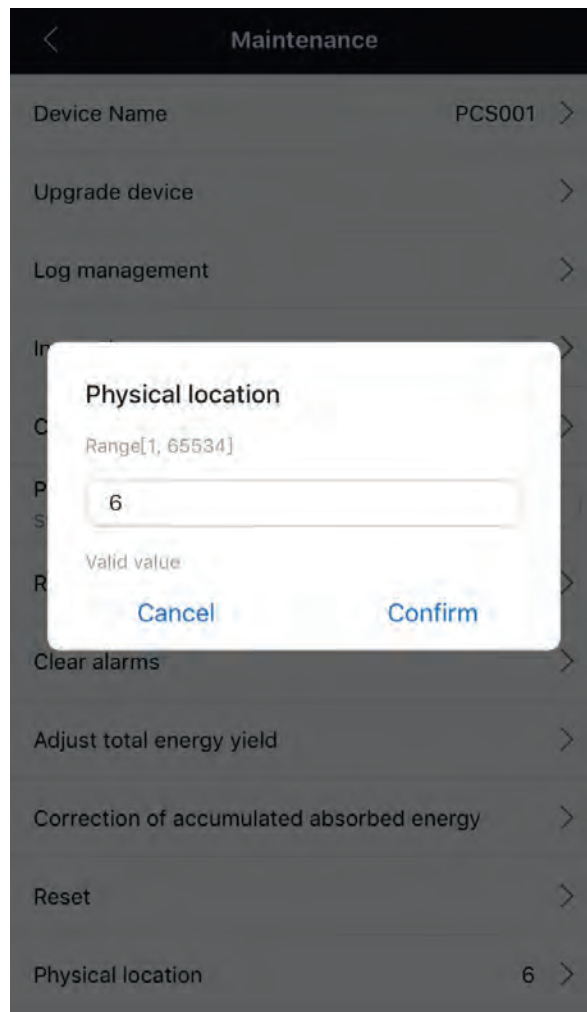 Maintenance
Device Name PCS001
Upgrade device
Log management
Physical location
Range[1, 65534]
6
Valid value
Cancel Confirm
Clear alarms
Adjust total energy yield
Correction of accumulated absorbed energy
Reset
Physical location 6